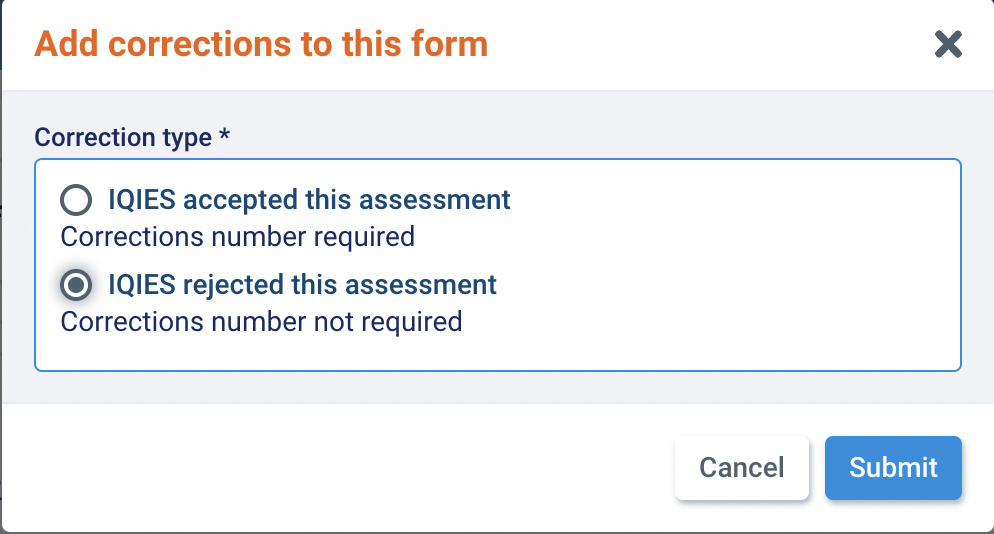 Add corrections to this form
Correction type *
IQIES accepted this assessment
Corrections number required
IQIES rejected this assessment
Corrections number not required
Cancel
Submit